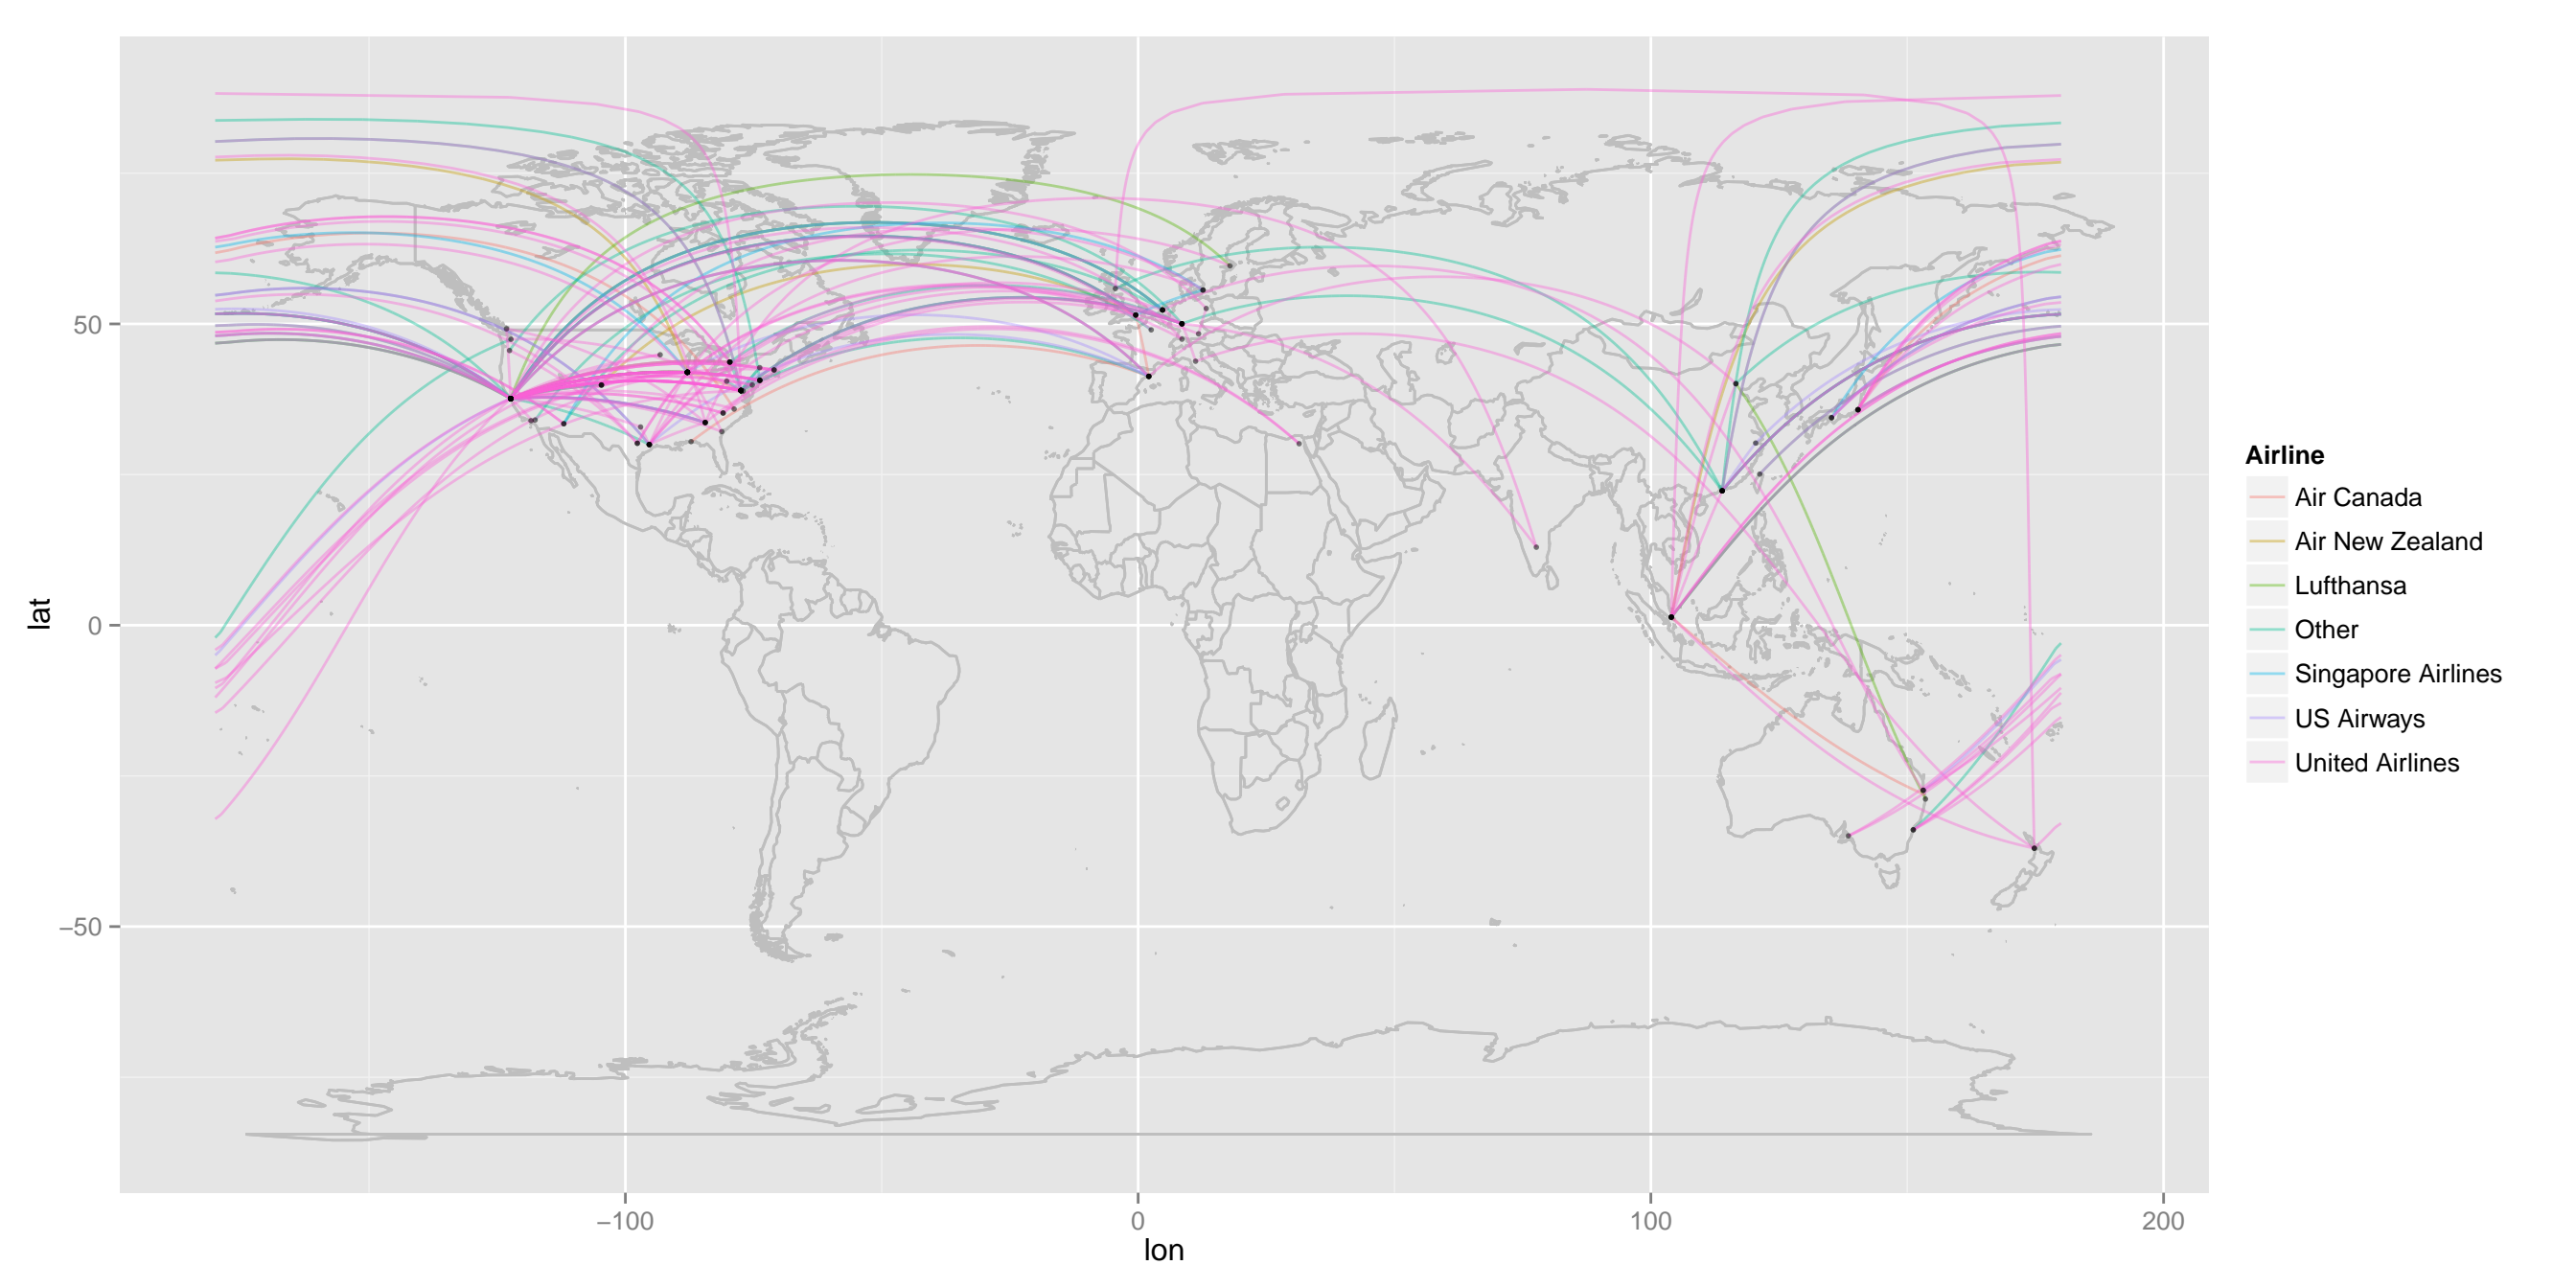 lat
50
0
−50
−100
0
100
200
lon
Airline
Air Canada
Air New Zealand
Lufthansa
Other
Singapore Airlines
US Airways
United Airlines